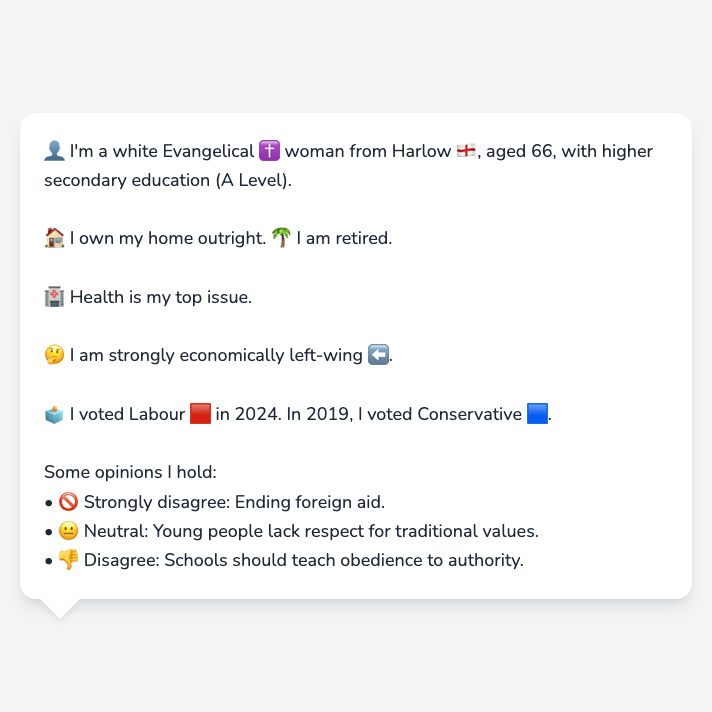 👤 I'm a white Evangelical ✝️ woman from Harlow 🏴󠁧󠁢󠁥󠁮󠁧󠁿, aged 66, with higher
secondary education (A Level).
🏠 I own my home outright. 🌴 I am retired.
🏥 Health is my top issue.
🤔 I am strongly economically left-wing ⬅️.
🗳️ I voted Labour 🟥 in 2024. In 2019, I voted Conservative 🟦.
Some opinions I hold:
• 🚫 Strongly disagree: Ending foreign aid.
• 😐 Neutral: Young people lack respect for traditional values.
• 👎 Disagree: Schools should teach obedience to authority.